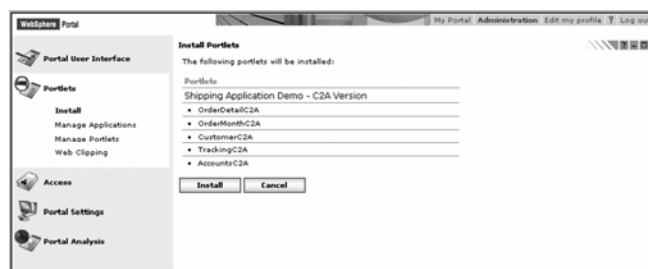 WebSphere Portal
My Portal Administration Edit my profile ? Log out
Portal User Interface
Portlets
Install
Manage Applications
Manage Portlets
Web Clipping
Access
Portal Settings
Portal Analysis
Install Portlets
The following portlets will be installed:
Portlets
Shipping Application Demo - C2A Version
• OrderDetailC2A
• OrderMonthC2A
• CustomerC2A
• TrackingC2A
• AccountsC2A
Install Cancel